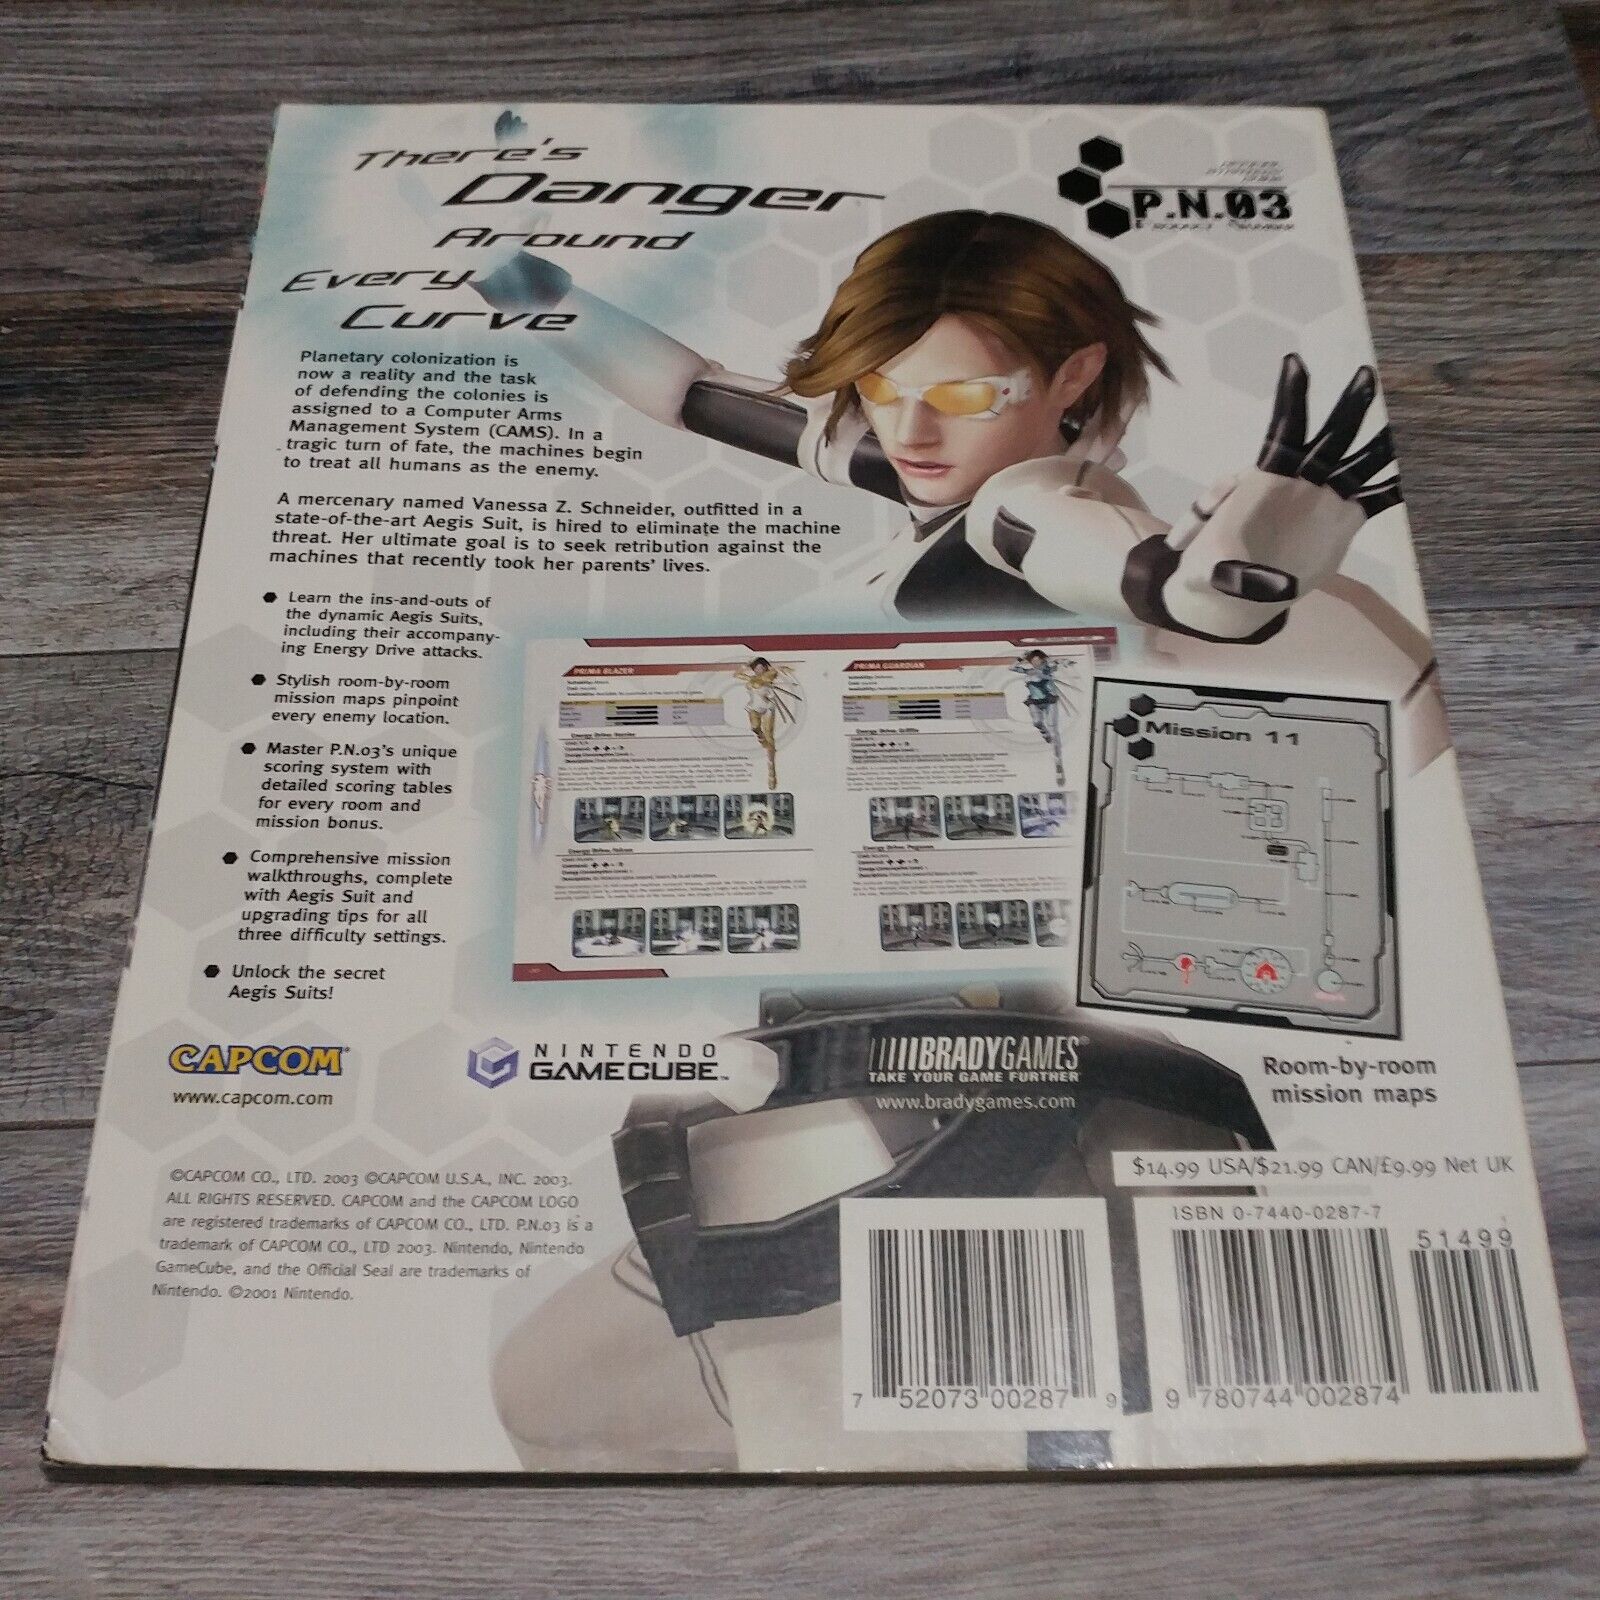 There's
Danger
Around
Every
Curve
P.N.03
Planetary colonization is
now a reality and the task
of defending the colonies is
assigned to a Computer Arms
Management System (CAMS). In a
tragic turn of fate, the machines begin
to treat all humans as the enemy.
A mercenary named Vanessa Z. Schneider, outfitted in a
state-of-the-art Aegis Suit, is hired to eliminate the machine
threat. Her ultimate goal is to seek retribution against the
machines that recently took her parents' lives.
Learn the ins-and-outs of
the dynamic Aegis Suits,
including their accompany-
ing Energy Drive attacks.
Stylish room-by-room
mission maps pinpoint
every enemy location.
Master P.N.03's unique
scoring system with
detailed scoring tables
for every room and
mission bonus.
Comprehensive mission
walkthroughs, complete
with Aegis Suit and
upgrading tips for all
three difficulty settings.
Unlock the secret
Aegis Suits!
PRIMA BLAZER
PRIMA GUARDIAN
Mission 11
Room-by-room
mission maps
CAPCOM
www.capcom.com
NINTENDO
GAMECUBE™
BRADYGAMES®
TAKE YOUR GAME FURTHER
www.bradygames.com
©CAPCOM CO., LTD. 2003 ©CAPCOM U.S.A., INC. 2003.
ALL RIGHTS RESERVED. CAPCOM and the CAPCOM LOGO
are registered trademarks of CAPCOM CO., LTD. P.N.03 is a
trademark of CAPCOM CO., LTD 2003. Nintendo, Nintendo
GameCube, and the Official Seal are trademarks of
Nintendo. ©2001 Nintendo.
$14.99 USA/$21.99 CAN/£9.99 Net UK
ISBN 0-7440-0287-7
51499
7 52073 00287 9
9 780744 002874